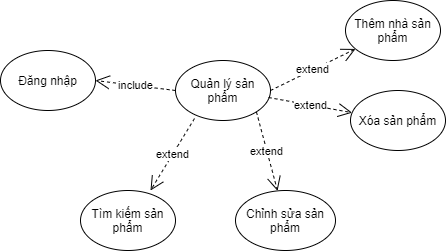 Thêm nhà sản
phẩm
extend
Đăng nhập
include
Quản lý sản
phẩm
extend
Xóa sản phẩm
extend
extend
Tìm kiếm sản
phẩm
Chỉnh sửa sản
phẩm